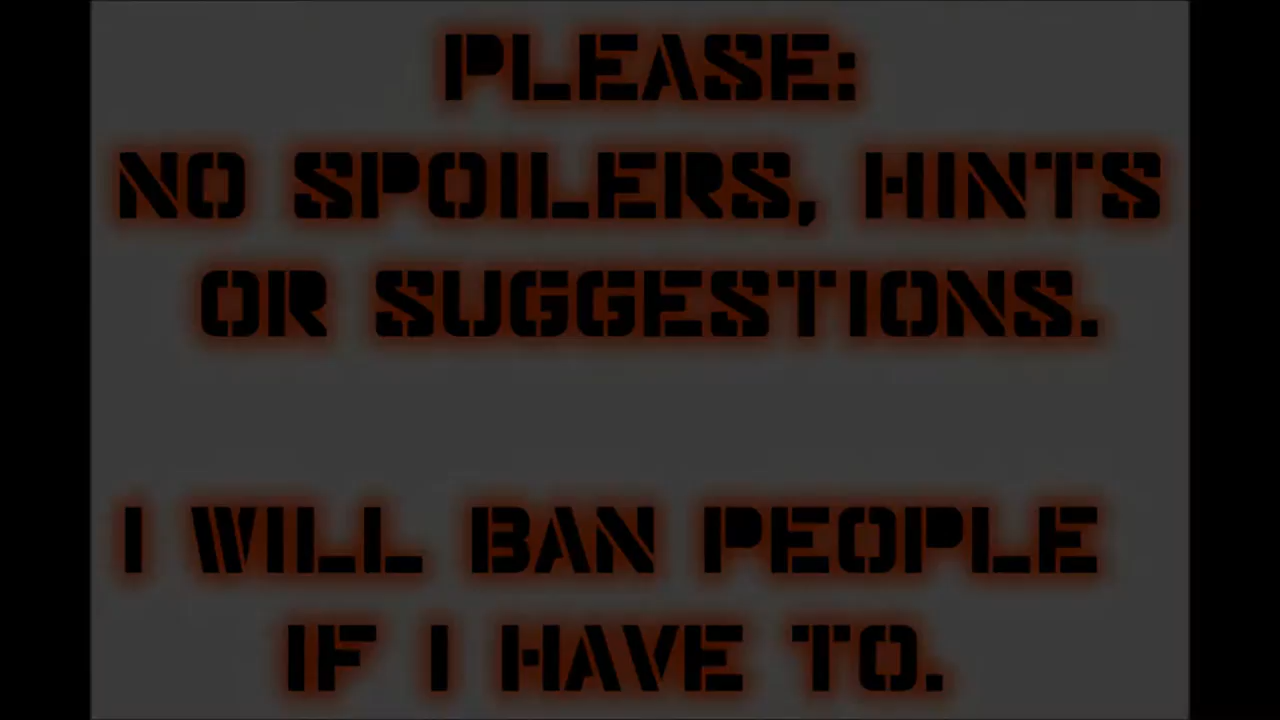 PLEASE:
NO SPOILERS, HINTS
OR SUGGESTIONS.
I WILL BAN PEOPLE
IF I HAVE TO.